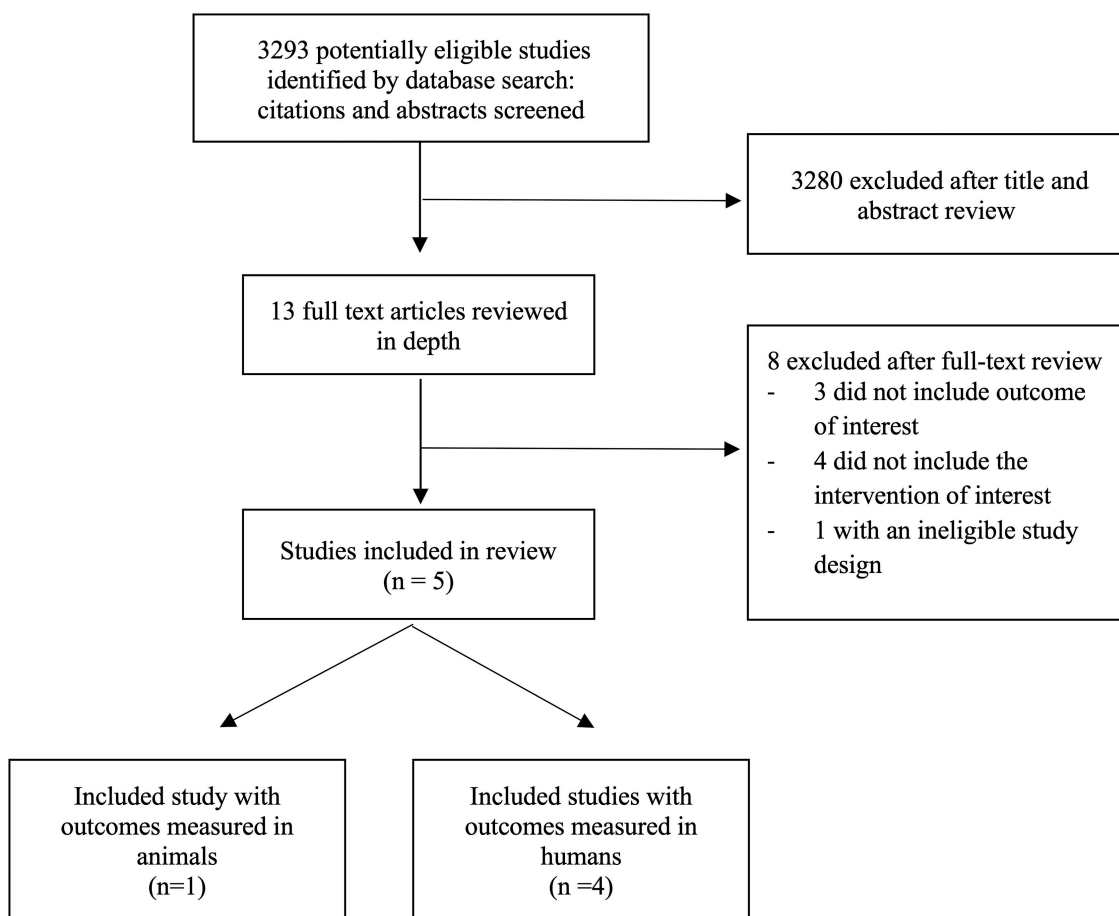 3293 potentially eligible studies
identified by database search:
citations and abstracts screened
3280 excluded after title and
abstract review
13 full text articles reviewed
in depth
8 excluded after full-text review
- 3 did not include outcome
of interest
- 4 did not include the
intervention of interest
- 1 with an ineligible study
design
Studies included in review
(n = 5)
Included study with
outcomes measured in
animals
(n=1)
Included studies with
outcomes measured in
humans
(n =4)